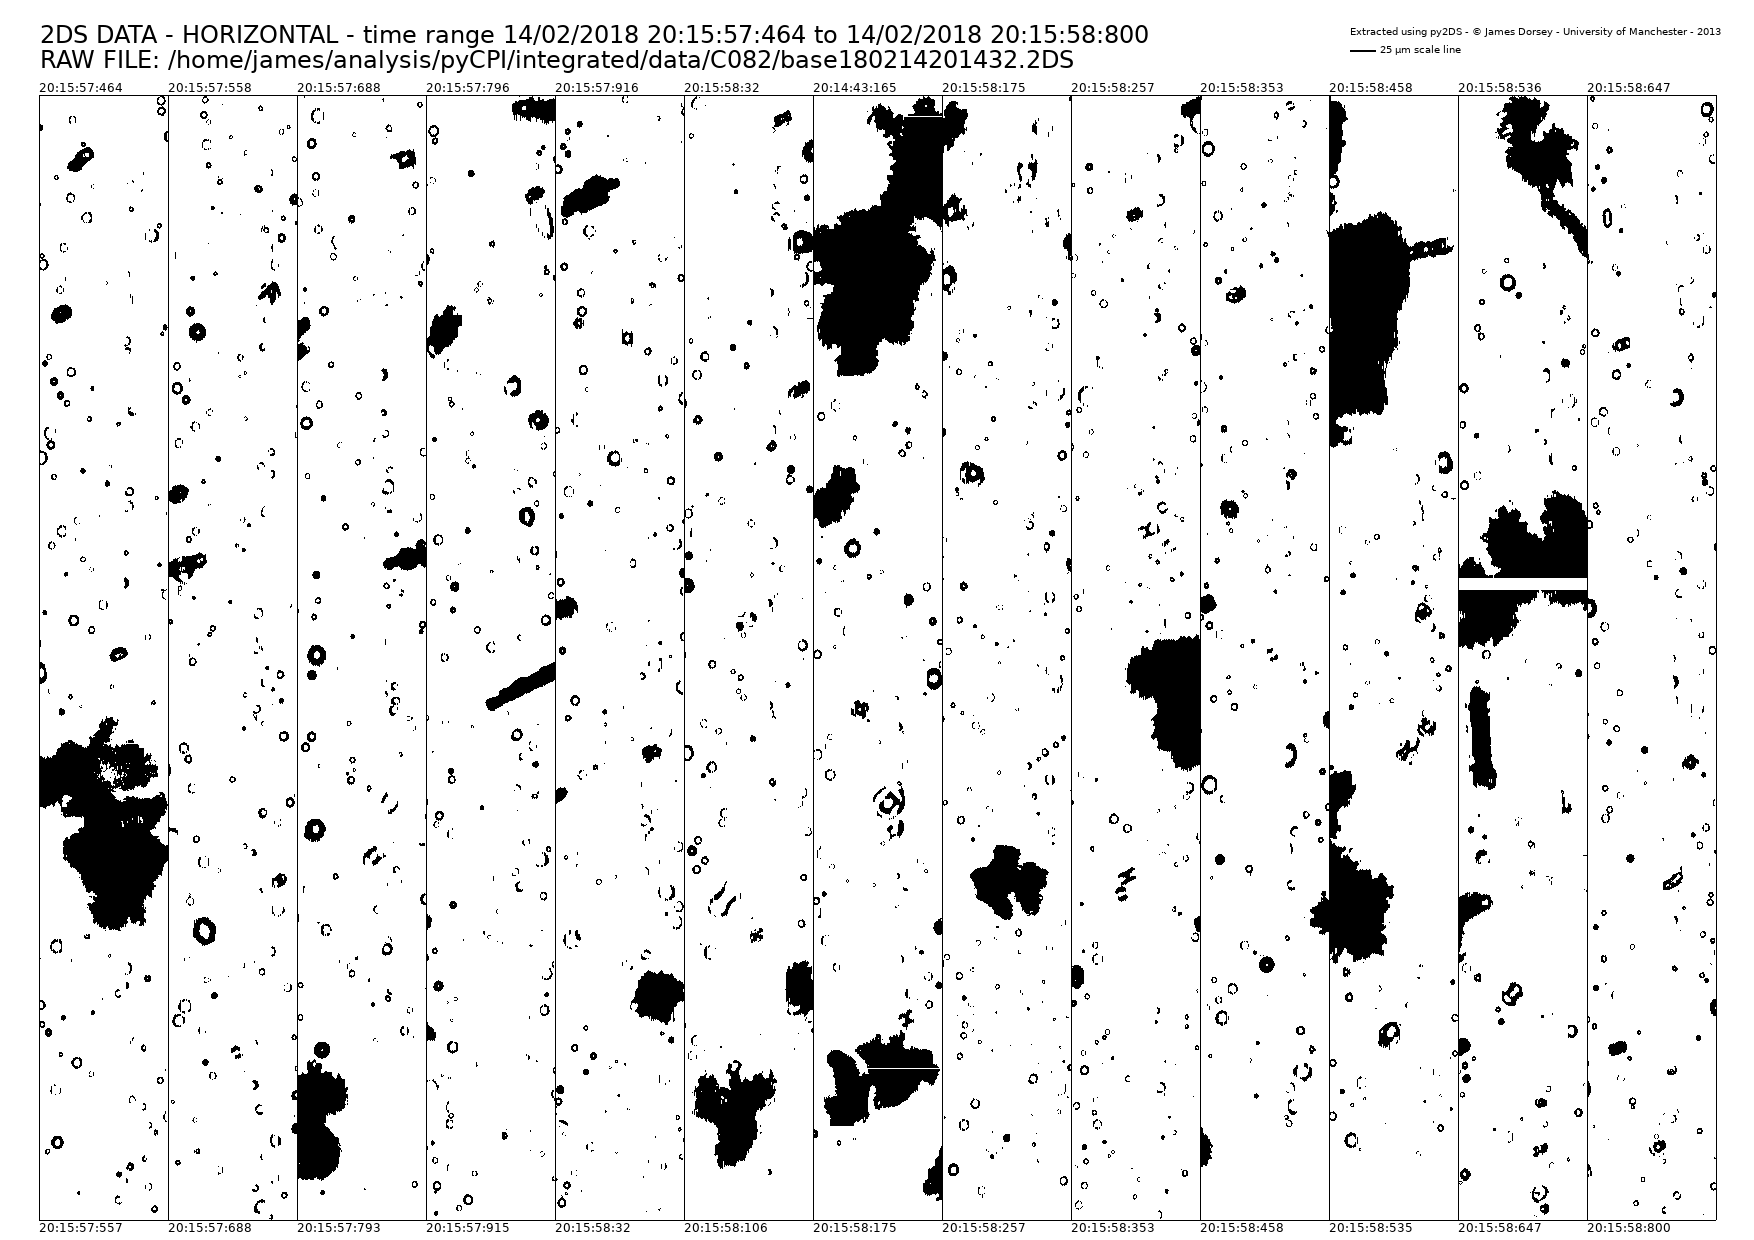 2DS DATA - HORIZONTAL - time range 14/02/2018 20:15:57:464 to 14/02/2018 20:15:58:800
Extracted using py2DS - © James Dorsey - University of Manchester - 2013
RAW FILE: /home/james/analysis/pyCPI/integrated/data/C082/base180214201432.2DS
25 µm scale line
20:15:57:464 20:15:57:558 20:15:57:688 20:15:57:796 20:15:57:916 20:15:58:32 20:14:43:165 20:15:58:175 20:15:58:257 20:15:58:353 20:15:58:458 20:15:58:536 20:15:58:647
20:15:57:557 20:15:57:688 20:15:57:793 20:15:57:915 20:15:58:32 20:15:58:106 20:15:58:175 20:15:58:257 20:15:58:353 20:15:58:458 20:15:58:535 20:15:58:647 20:15:58:800